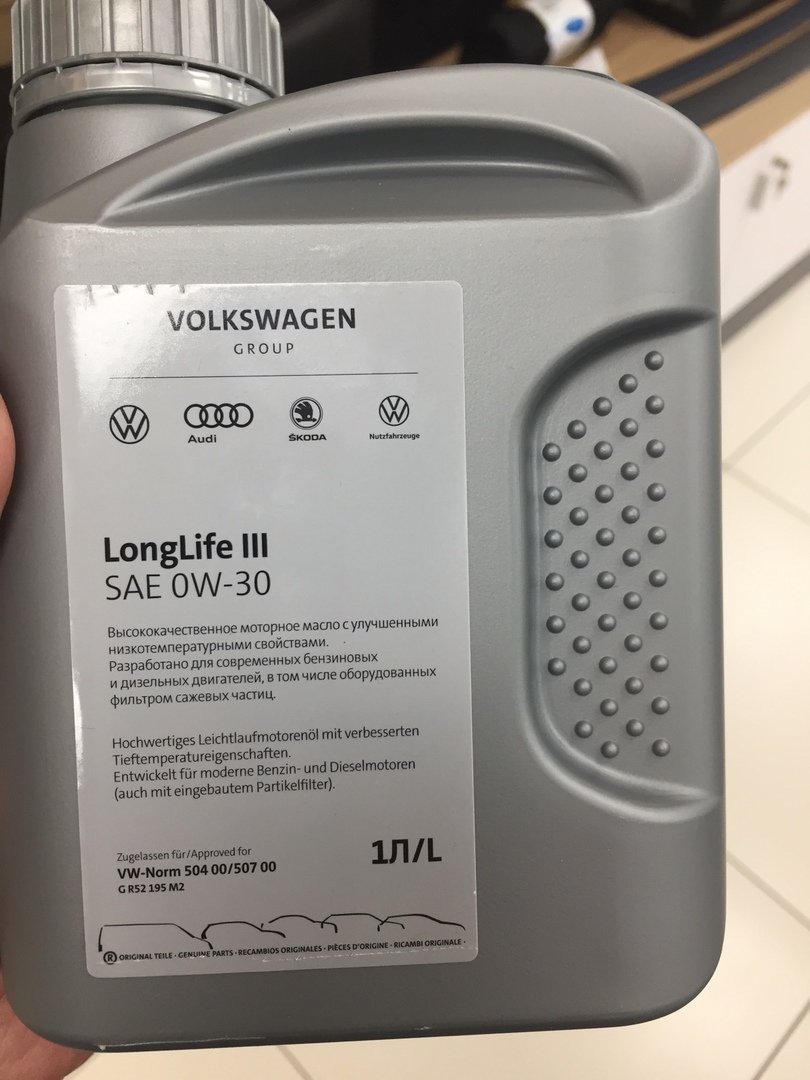 VOLKSWAGEN
GROUP
Audi
ŠKODA
Nutzfahrzeuge
LongLife III
SAE 0W-30
Высококачественное моторное масло с улучшенными
низкотемпературными свойствами.
Разработано для современных бензиновых
и дизельных двигателей, в том числе оборудованных
фильтром сажевых частиц.
Hochwertiges Leichtlaufmotorenöl mit verbesserten
Tieftemperatureigenschaften.
Entwickelt für moderne Benzin- und Dieselmotoren
(auch mit eingebautem Partikelfilter).
Zugelassen für/Approved for
VW-Norm 504 00/507 00
G R52 195 M2
1Л/L
® ORIGINAL TEILE · GENUINE PARTS · RECAMBIOS ORIGINALES · PIÈCES D'ORIGINE · RICAMBI ORIGINALE ·